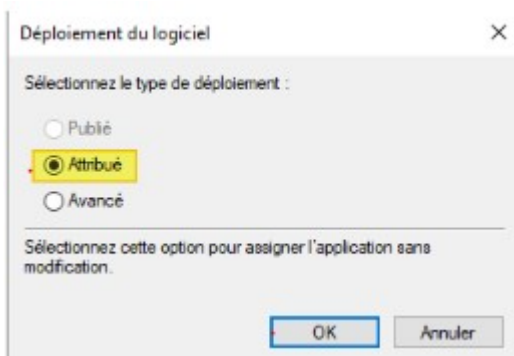 Déploiement du logiciel
Sélectionnez le type de déploiement :
Publié
Attribué
Avancé
Sélectionnez cette option pour assigner l'application sans
modification.
OK
Annuler